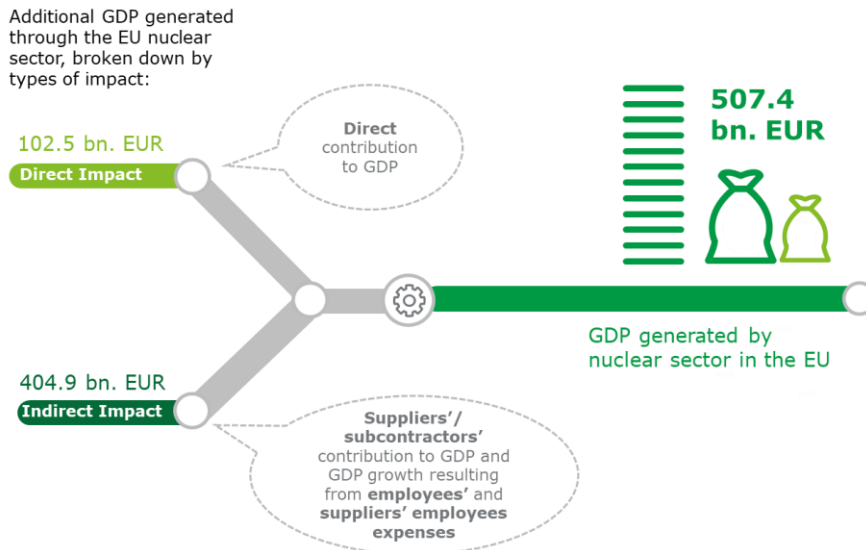 Additional GDP generated
through the EU nuclear
sector, broken down by
types of impact:
102.5 bn. EUR
Direct Impact
Direct
contribution
to GDP
507.4
bn. EUR
GDP generated by
nuclear sector in the EU
404.9 bn. EUR
Indirect Impact
Suppliers'/
subcontractors'
contribution to GDP and
GDP growth resulting
from employees' and
suppliers' employees
expenses